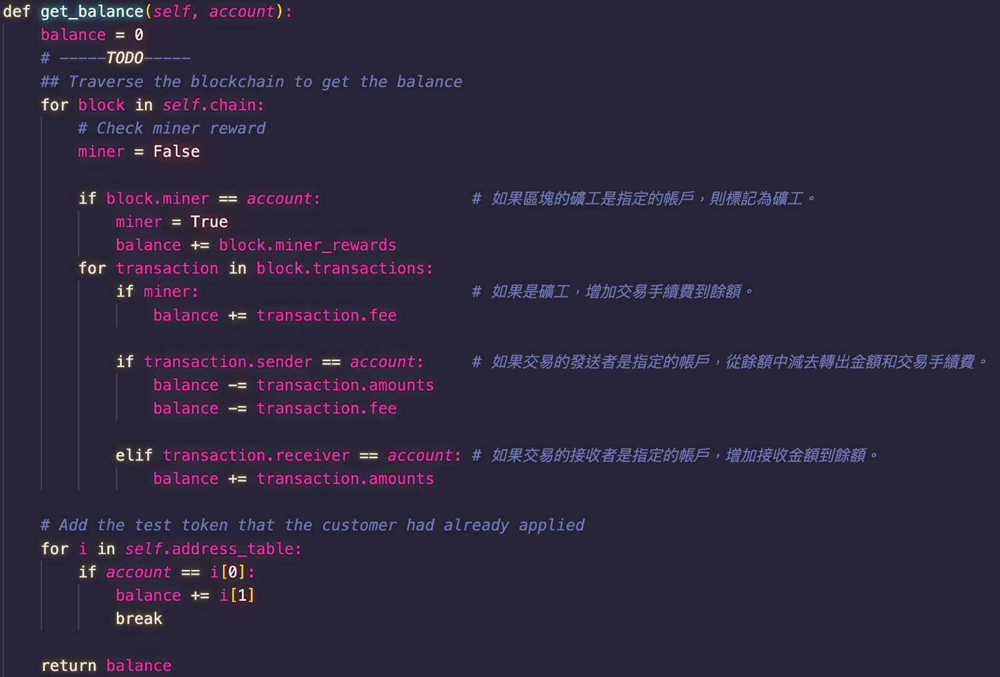 def get_balance(self, account):
    balance = 0
    # -----TODO-----
    ## Traverse the blockchain to get the balance
    for block in self.chain:
        # Check miner reward
        miner = False

        if block.miner == account:                # 如果區塊的礦工是指定的帳戶，則標記為礦工。
            miner = True
            balance += block.miner_rewards
        for transaction in block.transactions:
            if miner:                             # 如果是礦工，增加交易手續費到餘額。
                balance += transaction.fee

            if transaction.sender == account:     # 如果交易的發送者是指定的帳戶，從餘額中減去轉出金額和交易手續費。
                balance -= transaction.amounts
                balance -= transaction.fee

            elif transaction.receiver == account: # 如果交易的接收者是指定的帳戶，增加接收金額到餘額。
                balance += transaction.amounts

    # Add the test token that the customer had already applied
    for i in self.address_table:
        if account == i[0]:
            balance += i[1]
            break

    return balance